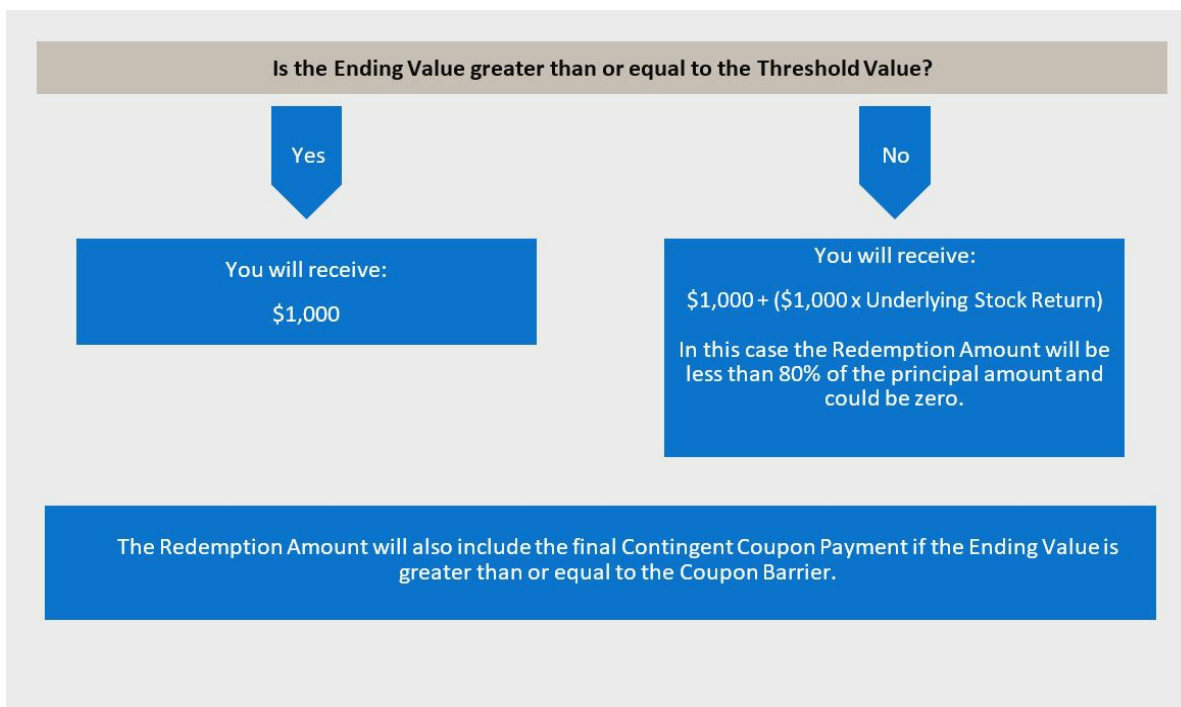 Is the Ending Value greater than or equal to the Threshold Value?
Yes
No
You will receive:
$1,000
You will receive:
$1,000 + ($1,000 x Underlying Stock Return)
In this case the Redemption Amount will be
less than 80% of the principal amount and
could be zero.
The Redemption Amount will also include the final Contingent Coupon Payment if the Ending Value is
greater than or equal to the Coupon Barrier.